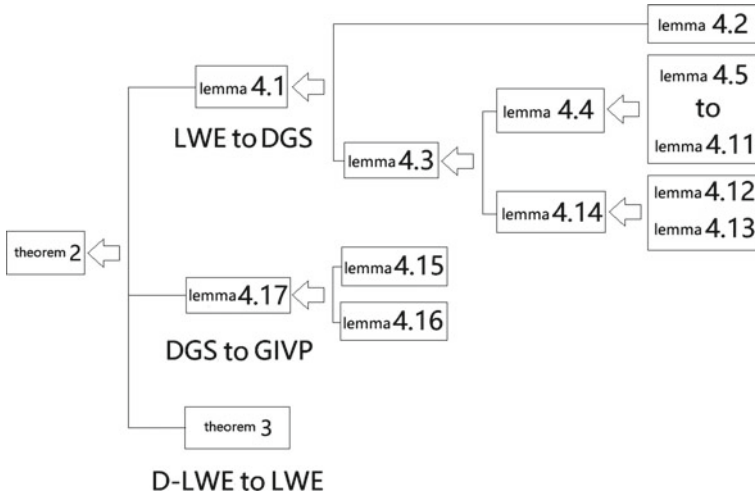 lemma 4.2
lemma 4.1
LWE to DGS
lemma 4.5
to
lemma 4.11
lemma 4.4
lemma 4.3
lemma 4.12
lemma 4.13
lemma 4.14
theorem 2
lemma 4.15
lemma 4.17
lemma 4.16
DGS to GIVP
theorem 3
D-LWE to LWE